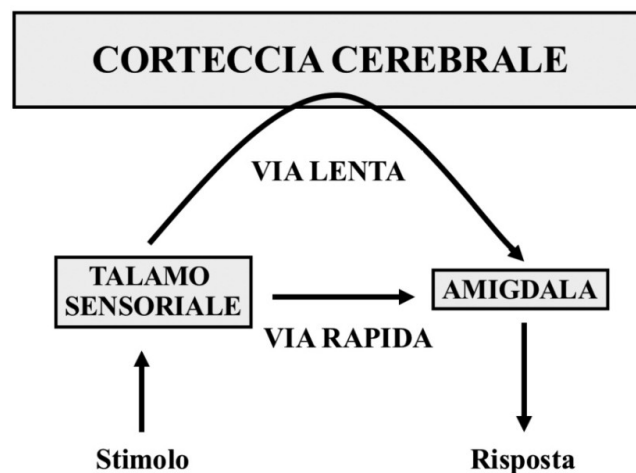 CORTECCIA CEREBRALE
VIA LENTA
TALAMO
SENSORIALE
AMIGDALA
VIA RAPIDA
Stimolo
Risposta